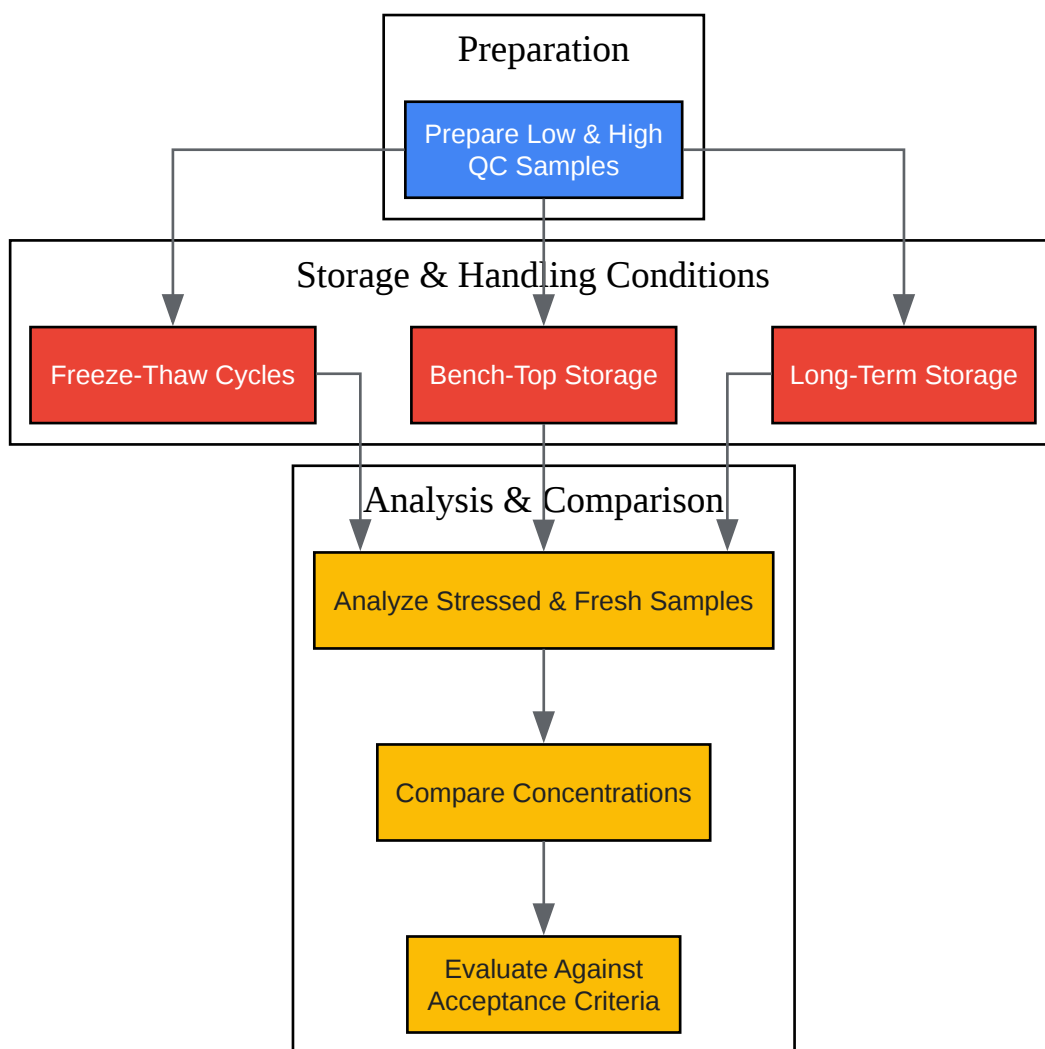 Preparation
Prepare Low & High
QC Samples
Storage & Handling Conditions
Freeze-Thaw Cycles
Bench-Top Storage
Long-Term Storage
Analysis & Comparison
Analyze Stressed & Fresh Samples
Compare Concentrations
Evaluate Against
Acceptance Criteria